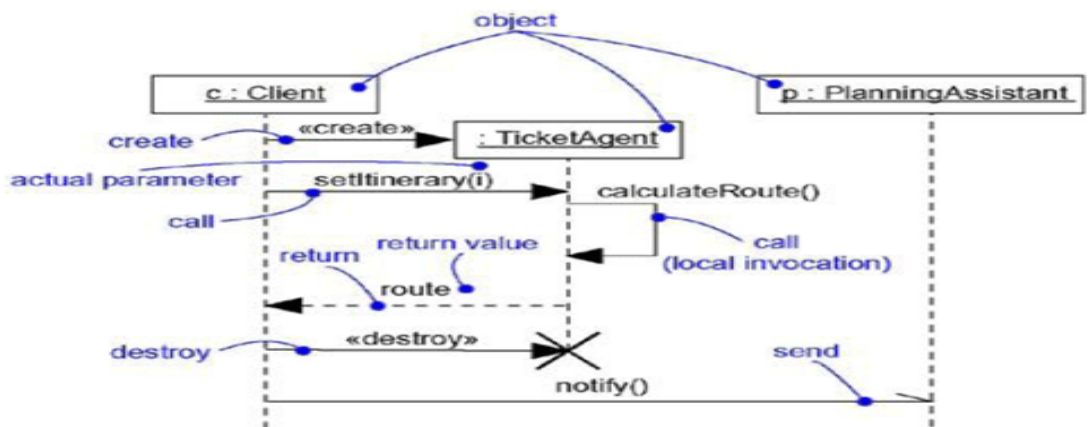 object
c : Client
p : PlanningAssistant
«create»
: TicketAgent
create
actual parameter
setItinerary(i)
calculateRoute()
call
return value
call
return
(local invocation)
route
«destroy»
destroy
send
notify()